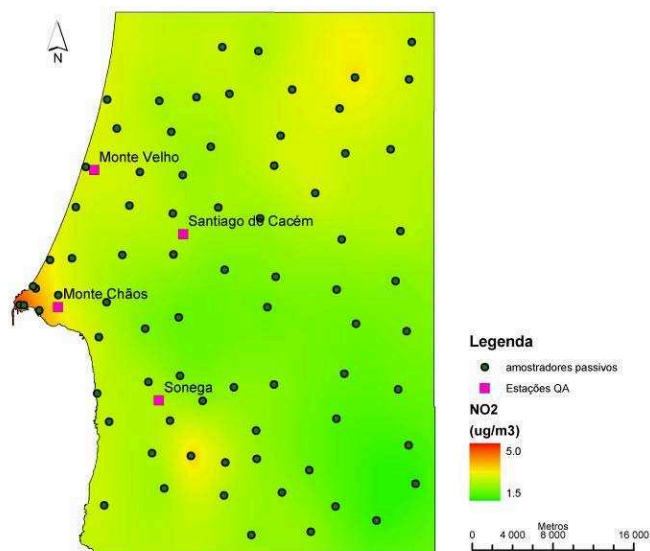 N
Monte Velho
Santiago do Cacém
Monte Chãos
Sonega
Legenda
amostradores passivos
Estações QA
NO2
(ug/m3)
5.0
1.5
Metros
0 4 000 8 000 16 000